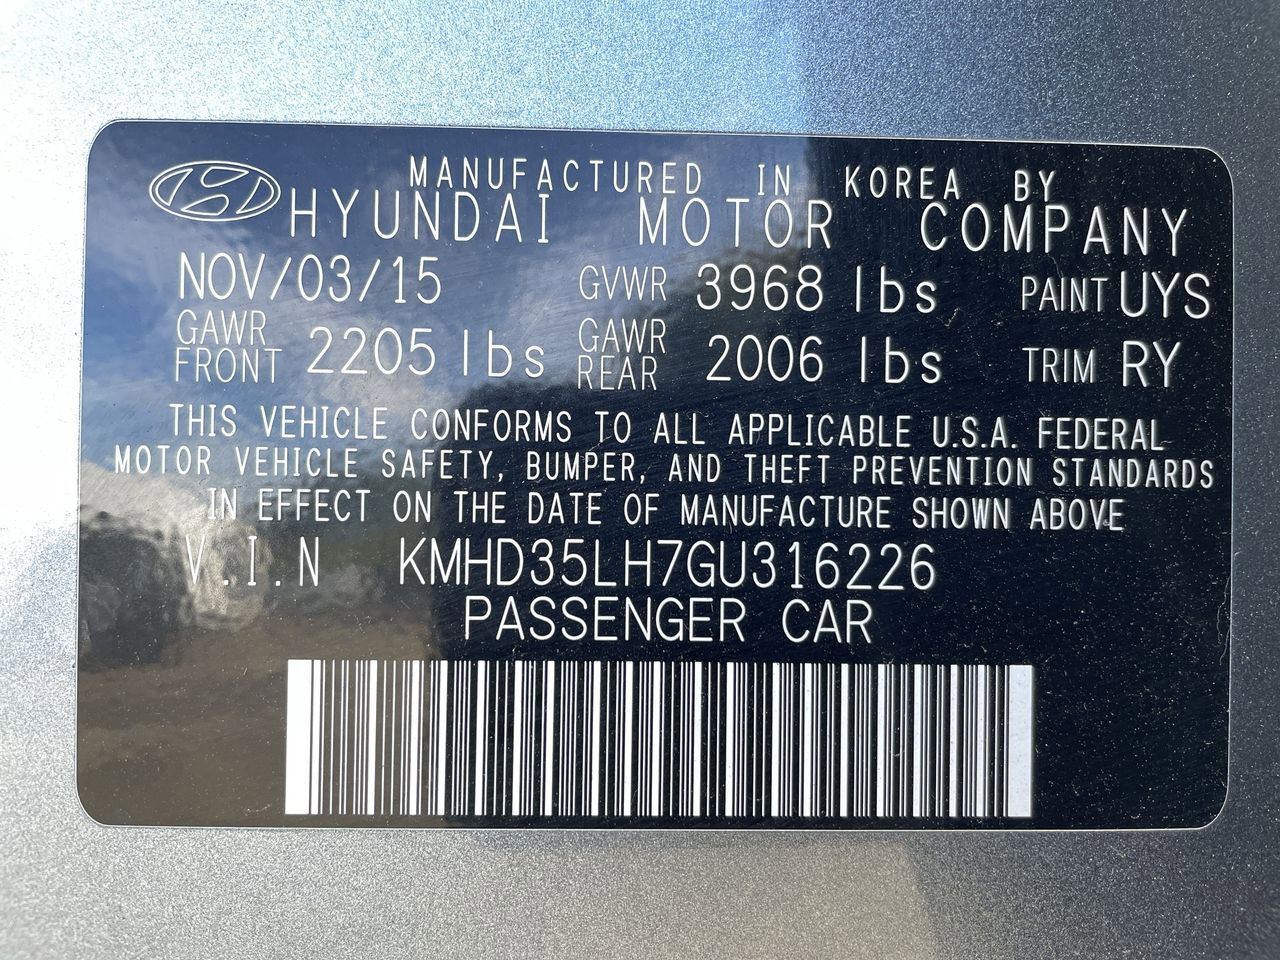 MANUFACTURED IN KOREA BY
HYUNDAI MOTOR COMPANY
NOV/03/15 GVWR 3968 lbs PAINT UYS
GAWR FRONT 2205 lbs GAWR REAR 2006 lbs TRIM RY
THIS VEHICLE CONFORMS TO ALL APPLICABLE U.S.A. FEDERAL
MOTOR VEHICLE SAFETY, BUMPER, AND THEFT PREVENTION STANDARDS
IN EFFECT ON THE DATE OF MANUFACTURE SHOWN ABOVE
V.I.N KMHD35LH7GU316226
PASSENGER CAR